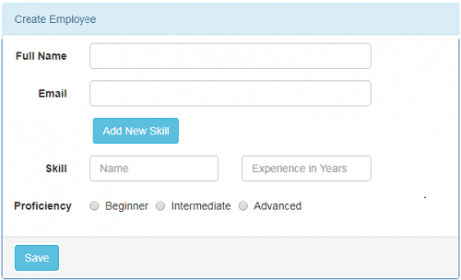 Create Employee
Full Name
Email
Add New Skill
Skill Name Experience in Years
Proficiency Beginner Intermediate Advanced
Save